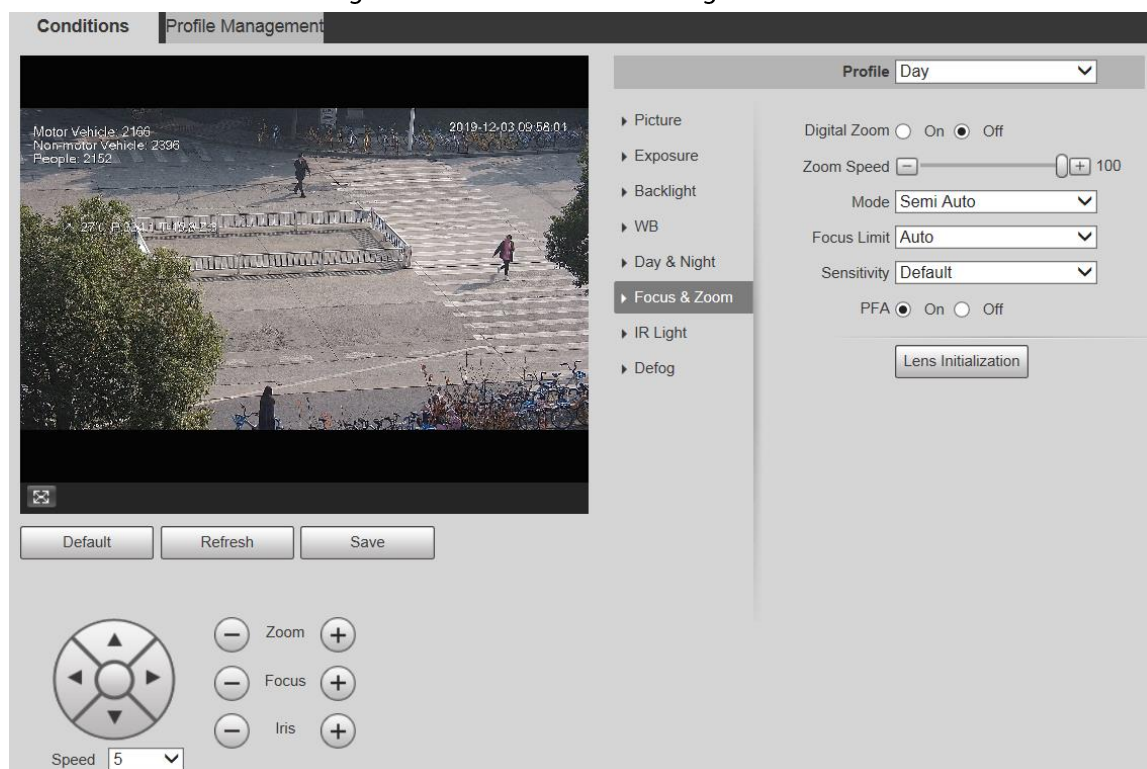 Conditions Profile Management
Profile Day
Motor Vehicle: 2166 2019-12-03 09:58:01
Non-motor Vehicle: 2396
People: 2152
Picture
Exposure
Backlight
WB
Day & Night
Focus & Zoom
IR Light
Defog
Digital Zoom On Off
Zoom Speed 100
Mode Semi Auto
Focus Limit Auto
Sensitivity Default
PFA On Off
Lens Initialization
Default Refresh Save
Zoom
Focus
Iris
Speed 5